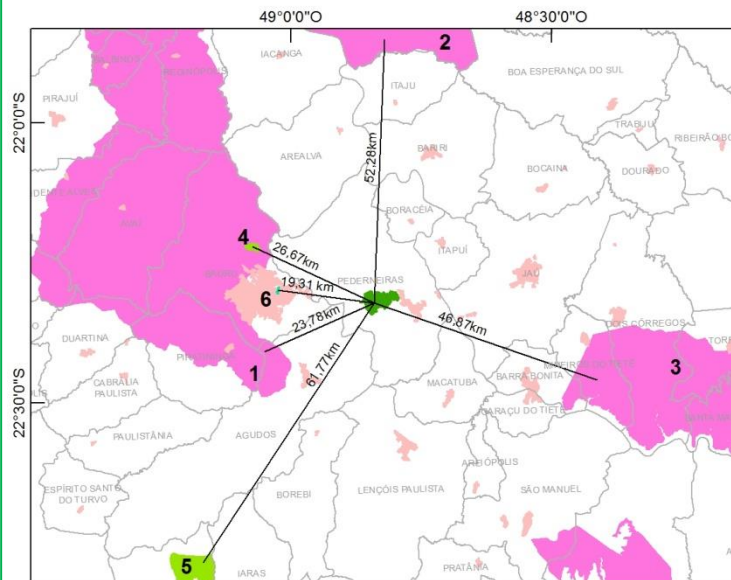 49°0'0"O
48°30'0"O
22°0'0"S
22°30'0"S
IACANGA
2
PIRAJUÍ
ITAJU
BOA ESPERANÇA DO SUL
TRABIJU
RIBEIRÃO BO
AREALVA
52,28km
BARIRI
BOCAINA
DOURADO
AVAÍ
BORACÉIA
4
26,67km
ITAPUÍ
19,31 km
PEDERNEIRAS
JAÚ
6
23,78km
46,87km
DOIS CÓRREGOS
DUARTINA
61,77km
3
1
BARRA BONITA
CABRÁLIA
PAULISTA
MACATUBA
PAULISTÂNIA
AGUDOS
AREIÓPOLIS
ESPÍRITO SANTO
DO TURVO
BOREBI
LENÇÓIS PAULISTA
SÃO MANUEL
5
IARAS
PRATÂNIA